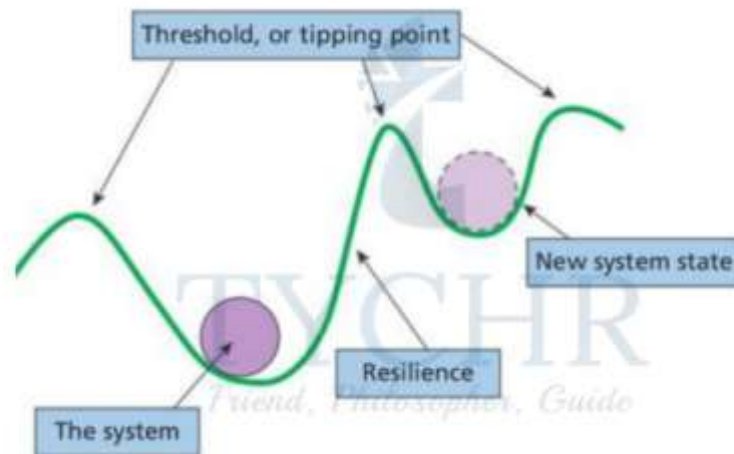 Threshold, or tipping point
New system state
TYCHR
Resilience
Friend, Philosopher, Guide
The system